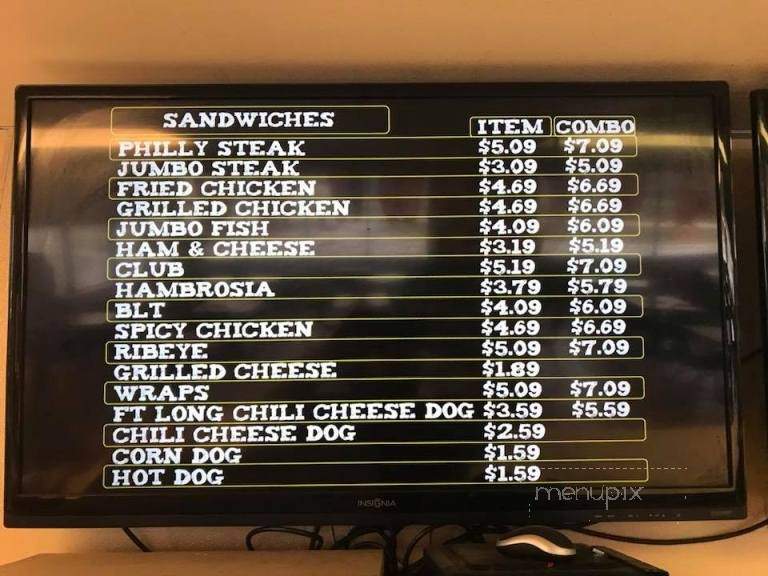 SANDWICHES ITEM COMBO
PHILLY STEAK $5.09 $7.09
JUMBO STEAK $3.09 $5.09
FRIED CHICKEN $4.69 $6.69
GRILLED CHICKEN $4.69 $6.69
JUMBO FISH $4.09 $6.09
HAM & CHEESE $3.19 $5.19
CLUB $5.19 $7.09
HAMBROSIA $3.79 $5.79
BLT $4.09 $6.09
SPICY CHICKEN $4.69 $6.69
RIBEYE $5.09 $7.09
GRILLED CHEESE $1.89
WRAPS $5.09 $7.09
FT LONG CHILI CHEESE DOG $3.59 $5.59
CHILI CHEESE DOG $2.59
CORN DOG $1.59
HOT DOG $1.59
menupix
INSIGNIA